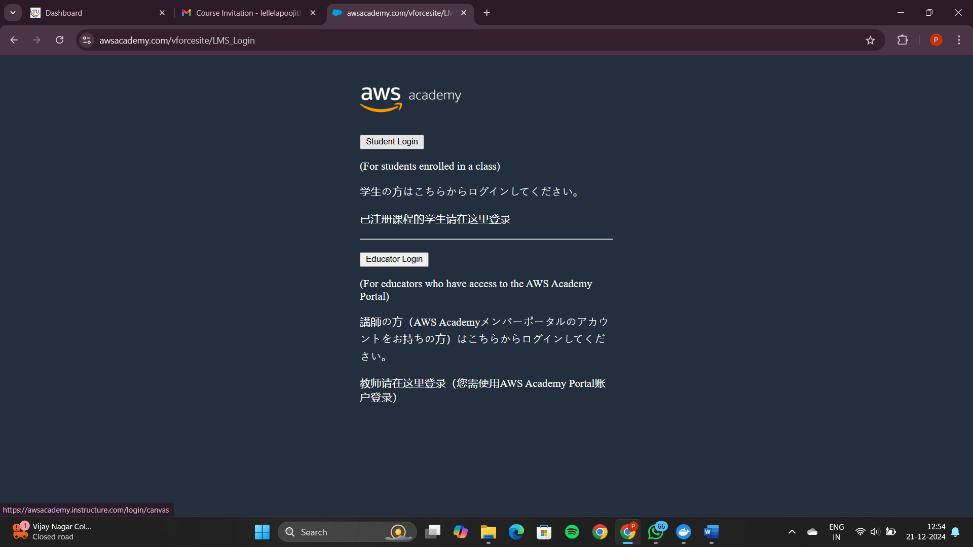 Dashboard
Course Invitation - lellelapoojith
awsacademy.com/vforcesite/LM
awsacademy.com/vforcesite/LMS_Login
P
aws academy
Student Login
(For students enrolled in a class)
学生の方はこちらからログインしてください。
已注册课程的学生请在这里登录
Educator Login
(For educators who have access to the AWS Academy
Portal)
講師の方（AWS Academyメンバーポータルのアカウ
ントをお持ちの方）はこちらからログインしてくだ
さい。
教师请在这里登录（您需使用AWS Academy Portal账
户登录）
https://awsacademy.instructure.com/login/canvas
1
Vijay Nagar Col...
Closed road
Search
P
66
ENG
IN
12:54
21-12-2024